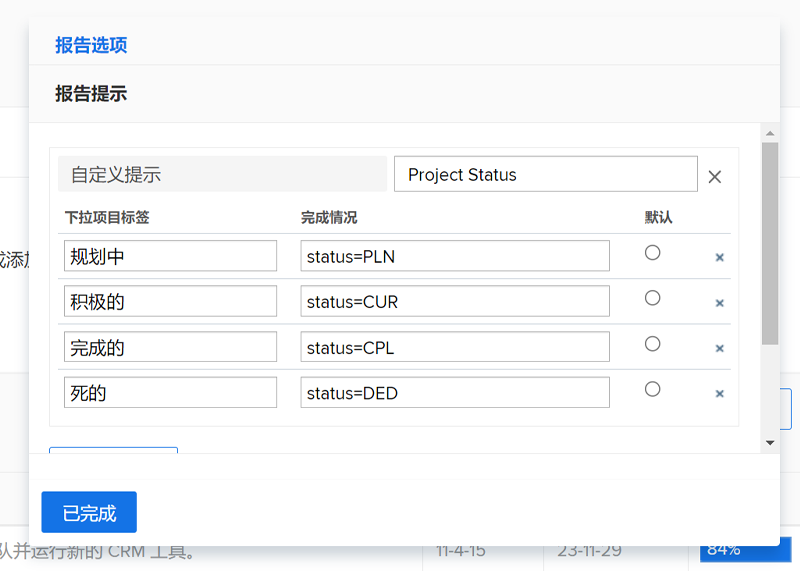 报告选项
报告提示
自定义提示 Project Status
下拉项目标签 完成情况 默认
规划中 status=PLN
积极的 status=CUR
完成的 status=CPL
死的 status=DED
已完成
队并运行新的 CRM 工具。 11-4-15 23-11-29 84%